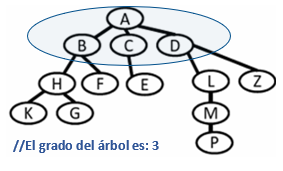 A
B C D
H F E L Z
K G M
P
//El grado del árbol es: 3